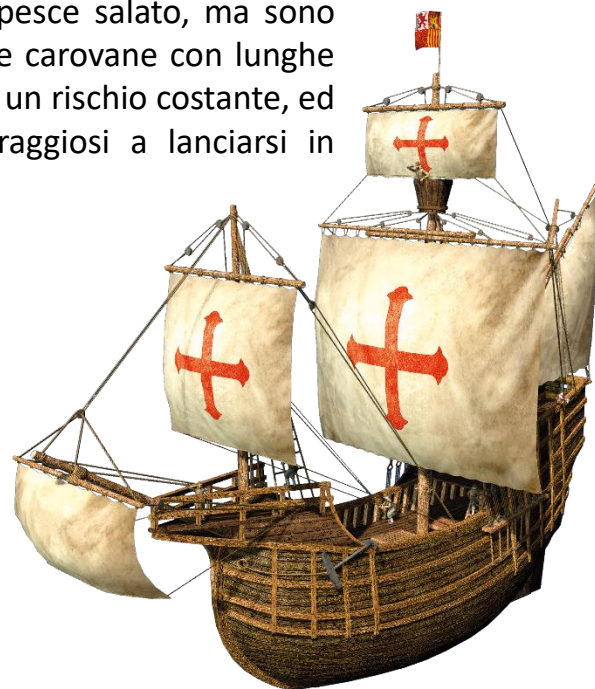 pesce salato, ma sono
e carovane con lunghe
un rischio costante, ed
raggiosi a lanciarsi in